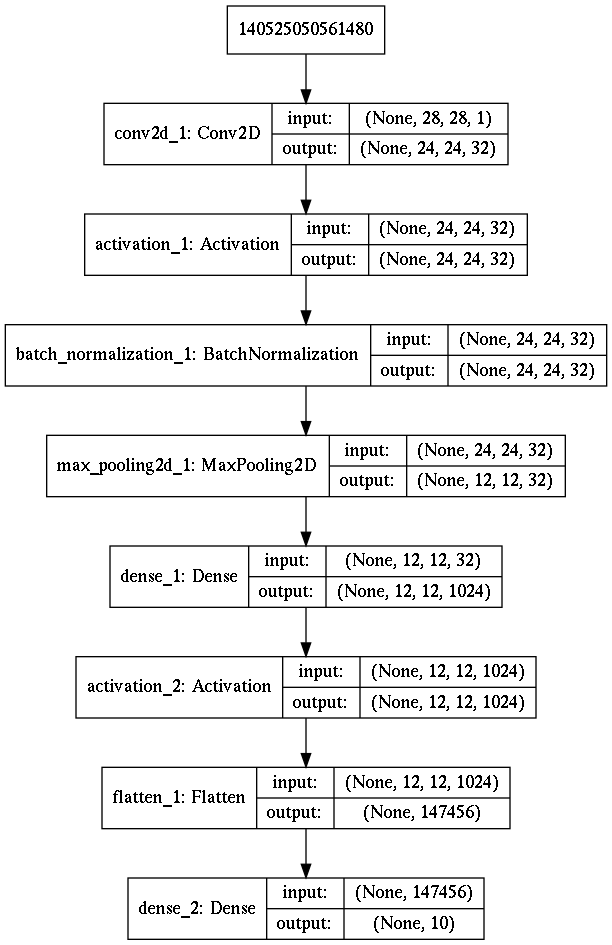 140525050561480
conv2d_1: Conv2D
input:
(None, 28, 28, 1)
output:
(None, 24, 24, 32)
activation_1: Activation
input:
(None, 24, 24, 32)
output:
(None, 24, 24, 32)
batch_normalization_1: BatchNormalization
input:
(None, 24, 24, 32)
output:
(None, 24, 24, 32)
max_pooling2d_1: MaxPooling2D
input:
(None, 24, 24, 32)
output:
(None, 12, 12, 32)
dense_1: Dense
input:
(None, 12, 12, 32)
output:
(None, 12, 12, 1024)
activation_2: Activation
input:
(None, 12, 12, 1024)
output:
(None, 12, 12, 1024)
flatten_1: Flatten
input:
(None, 12, 12, 1024)
output:
(None, 147456)
dense_2: Dense
input:
(None, 147456)
output:
(None, 10)